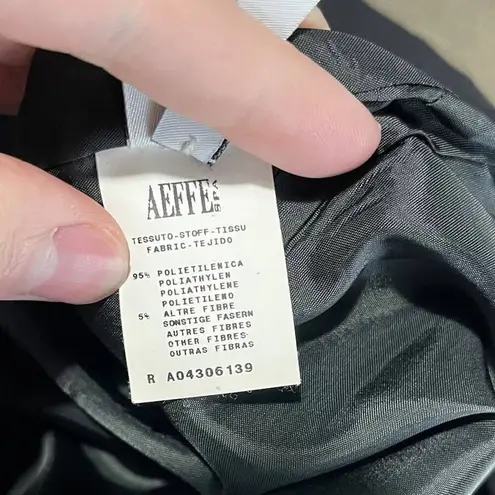 AEFFE SPA
TESSUTO-STOFF-TISSU
FABRIC-TEJIDO
95% POLIETILENICA
POLIATHYLEN
POLIATHYLENE
POLIETILENO
5% ALTRE FIBRE
SONSTIGE FASERN
AUTRES FIBRES
OTHER FIBRES
OUTRAS FIBRAS
R A04306139